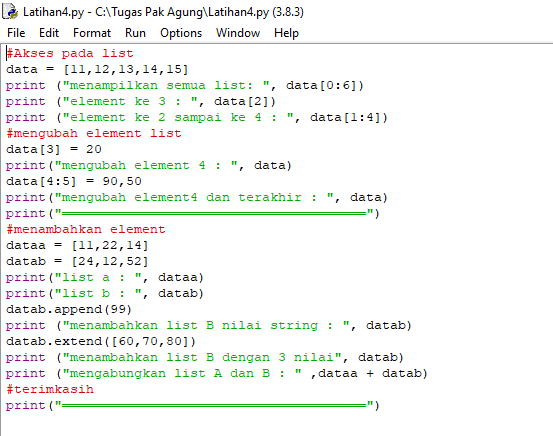 Latihan4.py - C:\Tugas Pak Agung\Latihan4.py (3.8.3)
File Edit Format Run Options Window Help
#Akses pada list
data = [11,12,13,14,15]
print ("menampilkan semua list: ", data[0:6])
print ("element ke 3 : ", data[2])
print ("element ke 2 sampai ke 4 : ", data[1:4])
#mengubah element list
data[3] = 20
print("mengubah element 4 : ", data)
data[4:5] = 90,50
print("mengubah element4 dan terakhir : ", data)
print("======================================")
#menambahkan element
dataa = [11,22,14]
datab = [24,12,52]
print("list a : ", dataa)
print("list b : ", datab)
datab.append(99)
print ("menambahkan list B nilai string : ", datab)
datab.extend([60,70,80])
print ("menambahkan list B dengan 3 nilai", datab)
print ("mengabungkan list A dan B : " ,dataa + datab)
#terimkasih
print("======================================")